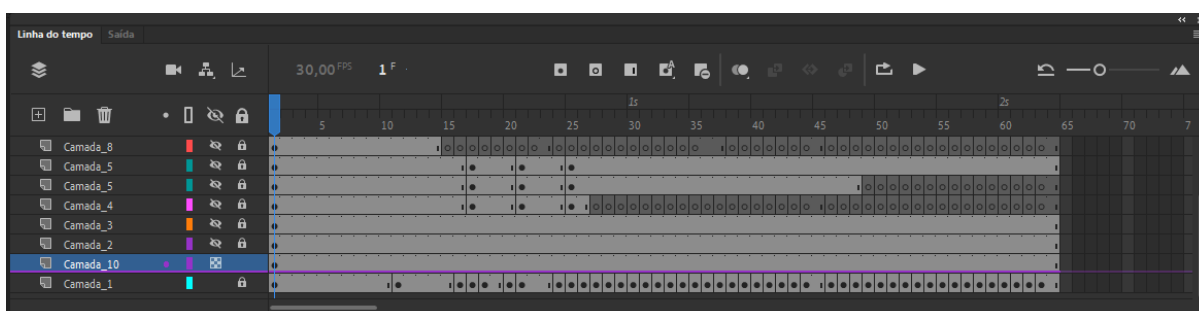 Linha do tempo Saída
30,00 FPS 1 F
1s 2s
5 10 15 20 25 30 35 40 45 50 55 60 65 70 7
Camada_8
Camada_5
Camada_5
Camada_4
Camada_3
Camada_2
Camada_10
Camada_1